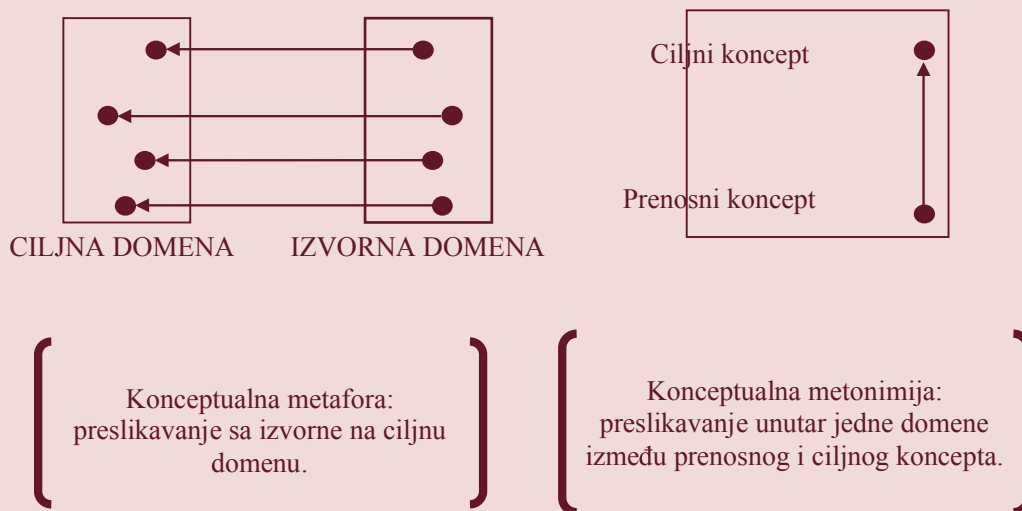 CILJNA DOMENA
IZVORNA DOMENA
Ciljni koncept
Prenosni koncept
Konceptualna metafora:
preslikavanje sa izvorne na ciljnu
domenu.
Konceptualna metonimija:
preslikavanje unutar jedne domene
između prenosnog i ciljnog koncepta.